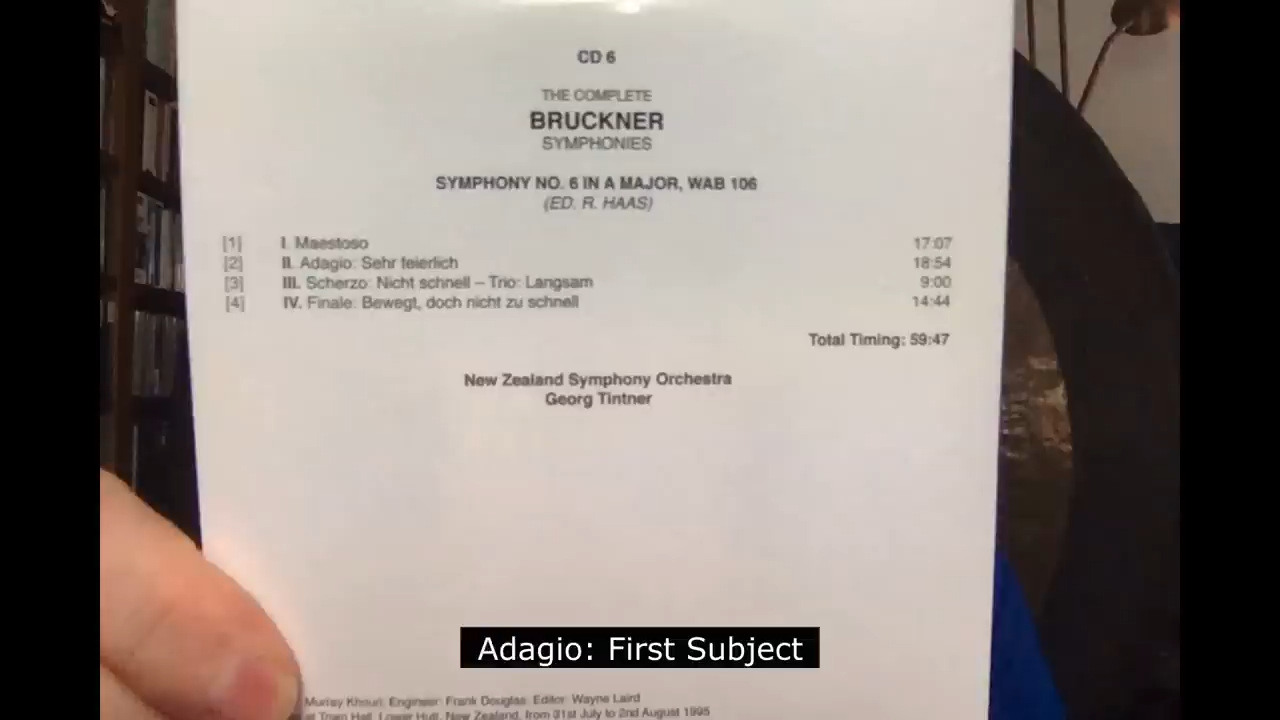 CD 6
THE COMPLETE
BRUCKNER
SYMPHONIES
SYMPHONY NO. 6 IN A MAJOR, WAB 106
(ED. R. HAAS)
[1] I. Maestoso 17:07
[2] II. Adagio: Sehr feierlich 18:54
[3] III. Scherzo: Nicht schnell – Trio: Langsam 9:00
[4] IV. Finale: Bewegt, doch nicht zu schnell 14:44
Total Timing: 59:47
New Zealand Symphony Orchestra
Georg Tintner
Adagio: First Subject
Murray Khouri: Engineer: Frank Douglas: Editor: Wayne Laird
at Town Hall, Lower Hutt, New Zealand, from 31st July to 2nd August 1995